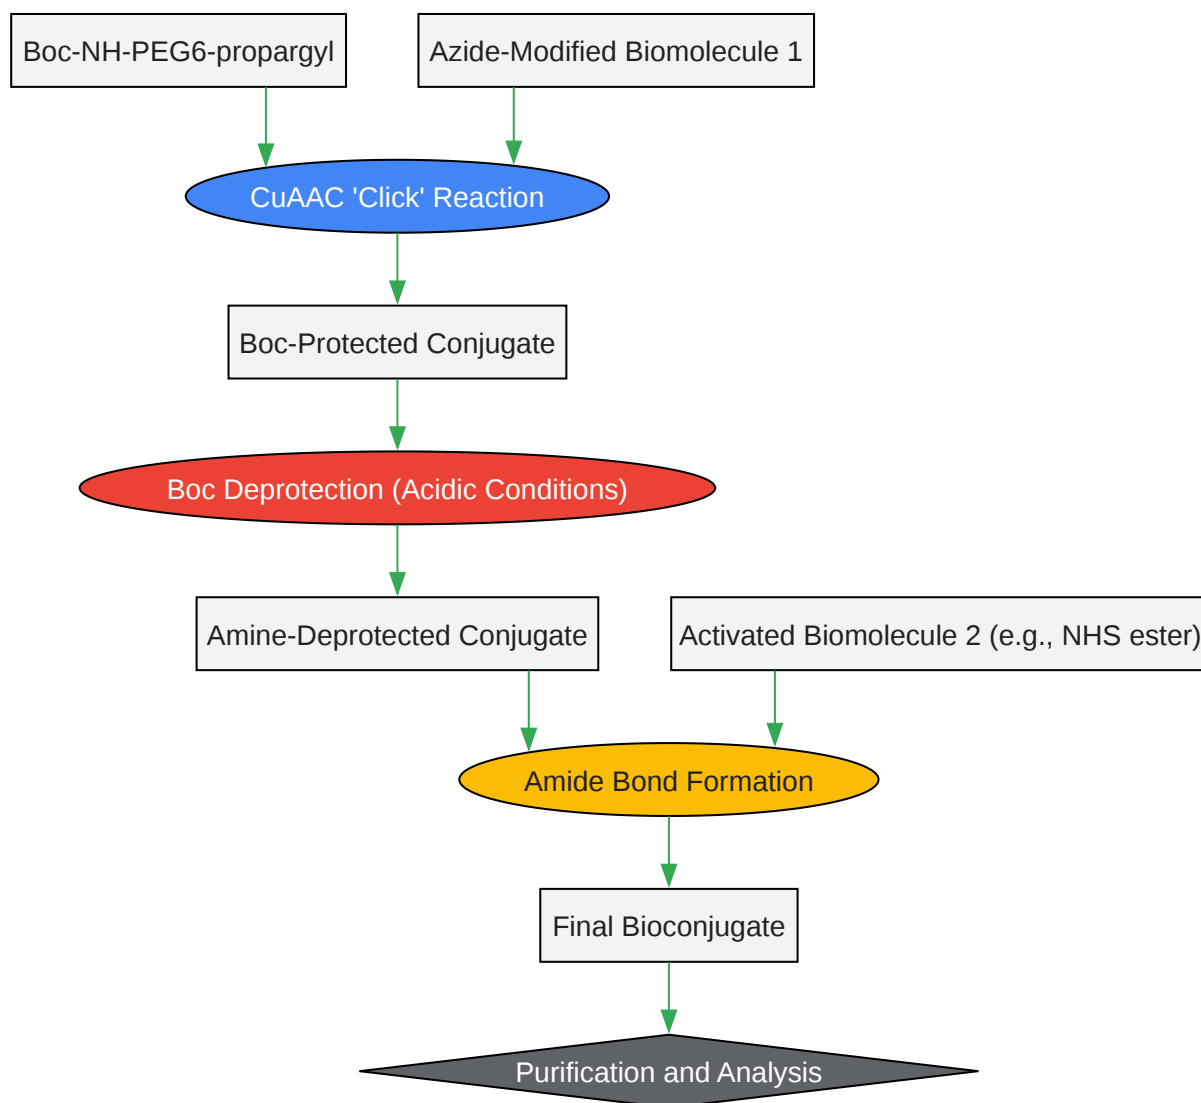 Boc-NH-PEG6-propargyl
Azide-Modified Biomolecule 1
CuAAC 'Click' Reaction
Boc-Protected Conjugate
Boc Deprotection (Acidic Conditions)
Amine-Deprotected Conjugate
Activated Biomolecule 2 (e.g., NHS ester)
Amide Bond Formation
Final Bioconjugate
Purification and Analysis